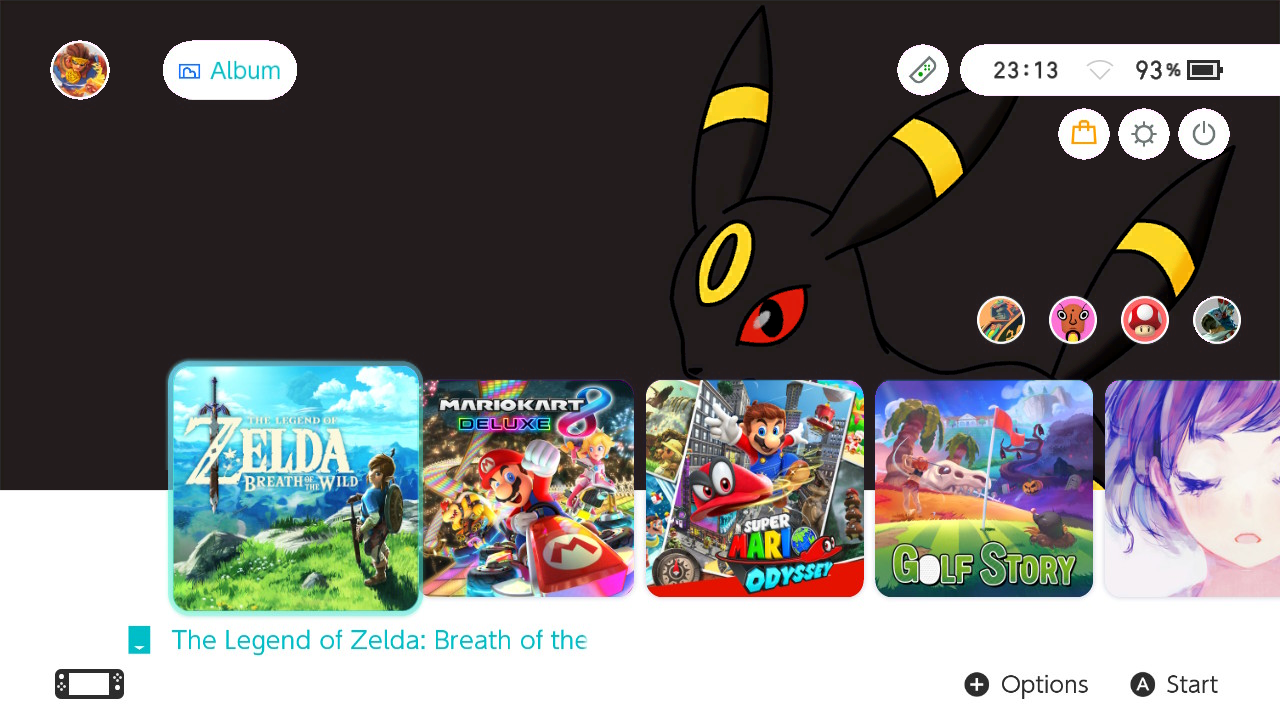 Album
23:13
93%
THE LEGEND OF
ZELDA
BREATH OF THE WILD
MARIOKART 8
DELUXE
SUPER
MARIO
ODYSSEY
GOLF STORY
The Legend of Zelda: Breath of the
+ Options
A Start